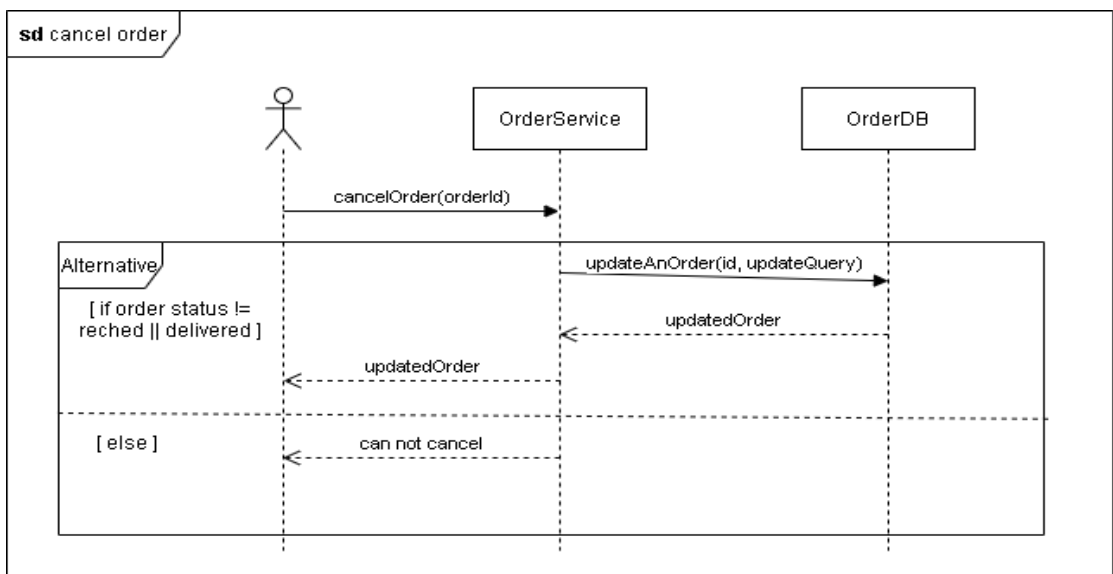 sd cancel order
OrderService
OrderDB
cancelOrder(orderId)
Alternative
updateAnOrder(id, updateQuery)
[ if order status !=
reched || delivered ]
updatedOrder
updatedOrder
[ else ]
can not cancel